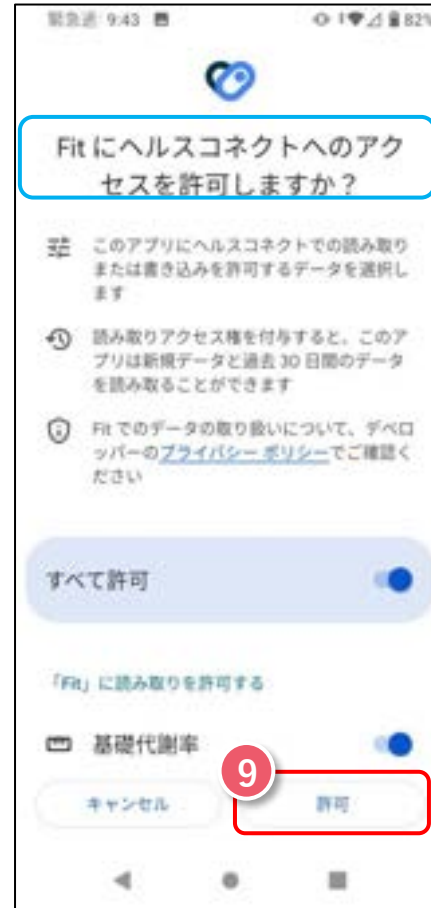 緊急通 9:43 82%
Fit にヘルスコネクトへのアク
セスを許可しますか？
このアプリにヘルスコネクトでの読み取り
または書き込みを許可するデータを選択し
ます
読み取りアクセス権を付与すると、このア
プリは新規データと過去 30 日間のデータ
を読み取ることができます
Fit でのデータの取り扱いについて、デベロ
ッパーのプライバシー ポリシーでご確認く
ださい
すべて許可
「Fit」に読み取りを許可する
基礎代謝率
9
キャンセル 許可